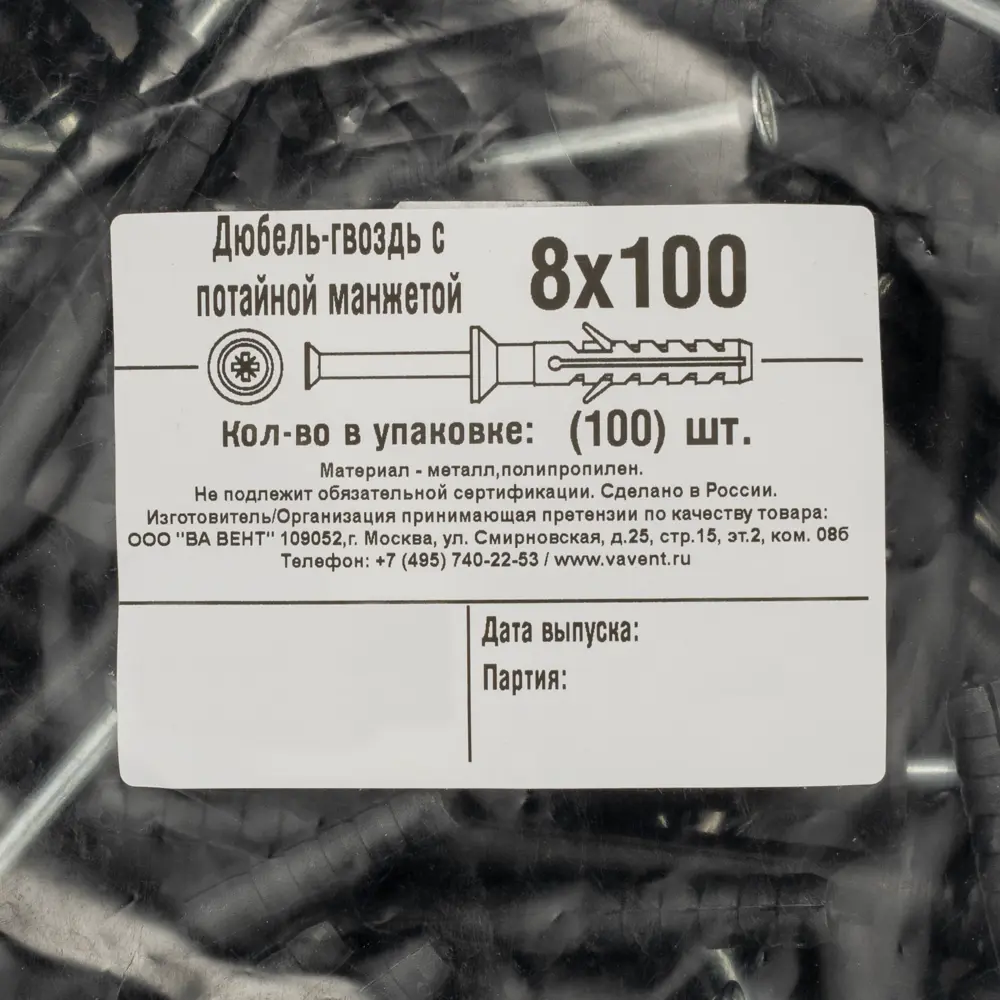 Дюбель-гвоздь с
потайной манжетой
8x100
Кол-во в упаковке: (100) шт.
Материал - металл,полипропилен.
Не подлежит обязательной сертификации. Сделано в России.
Изготовитель/Организация принимающая претензии по качеству товара:
ООО "ВА ВЕНТ" 109052,г. Москва, ул. Смирновская, д.25, стр.15, эт.2, ком. 08б
Телефон: +7 (495) 740-22-53 / www.vavent.ru
Дата выпуска:
Партия: